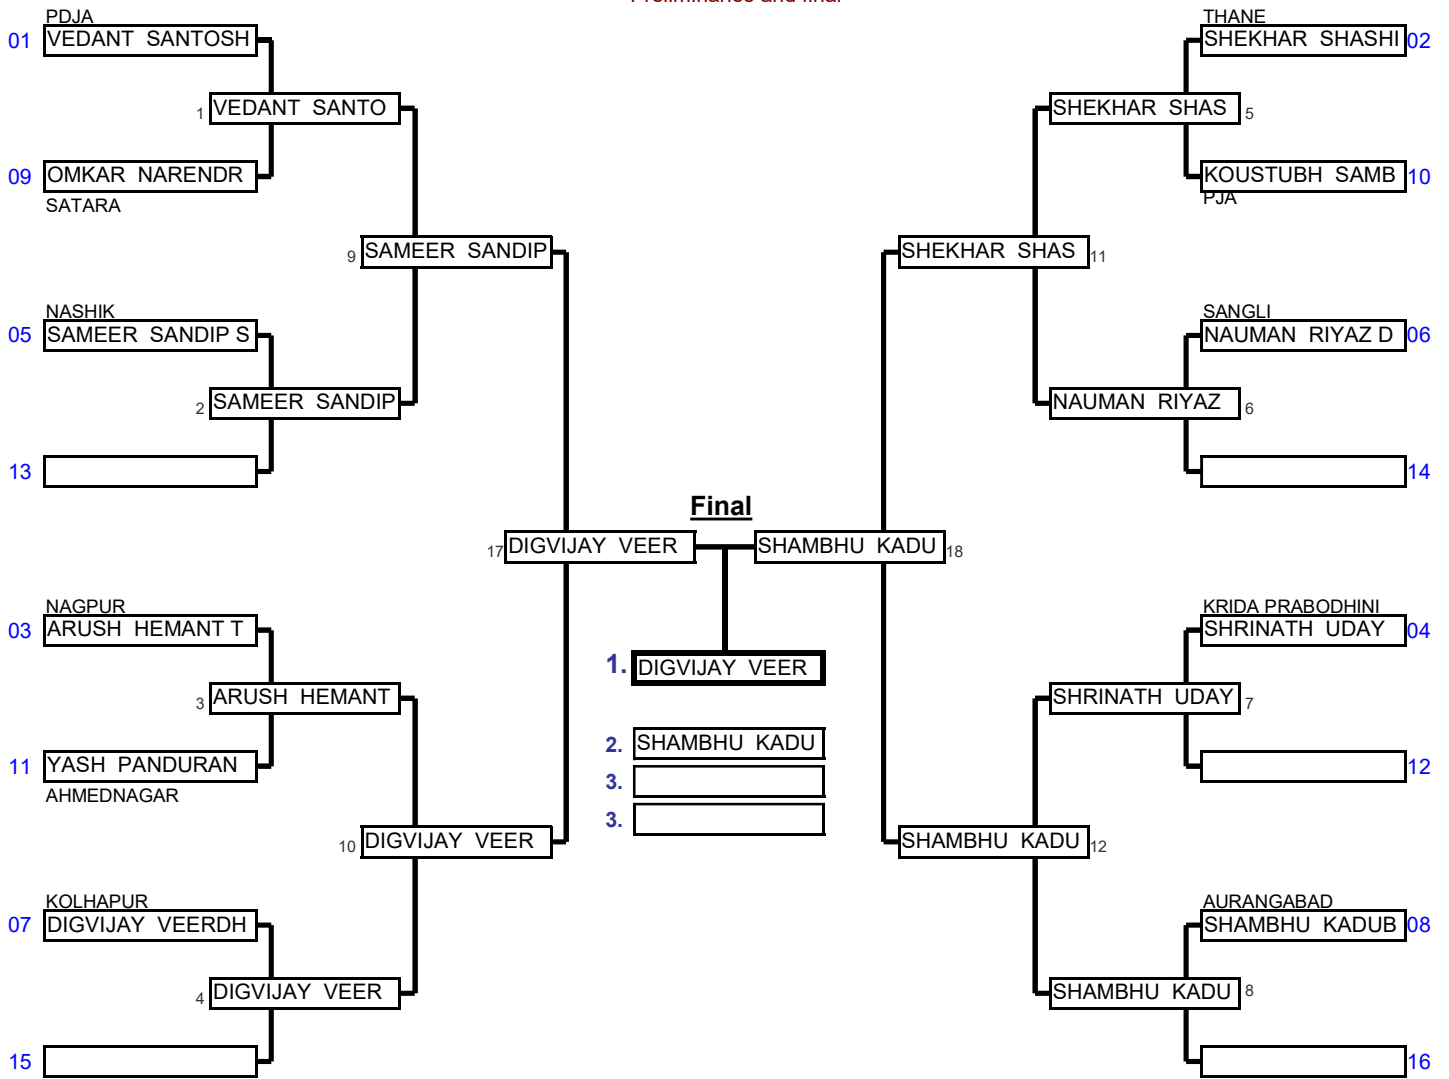 Preliminaries and final
PDJA
THANE
01 VEDANT SANTOSH
SHEKHAR SHASHI 02
1 VEDANT SANTO
SHEKHAR SHAS 5
09 OMKAR NARENDR
KOUSTUBH SAMB 10
SATARA
PJA
9 SAMEER SANDIP
SHEKHAR SHAS 11
NASHIK
SANGLI
05 SAMEER SANDIP S
NAUMAN RIYAZ D 06
2 SAMEER SANDIP
NAUMAN RIYAZ 6
13
14
Final
17 DIGVIJAY VEER
SHAMBHU KADU 18
NAGPUR
KRIDA PRABODHINI
03 ARUSH HEMANT T
SHRINATH UDAY 04
1. DIGVIJAY VEER
3 ARUSH HEMANT
SHRINATH UDAY 7
2. SHAMBHU KADU
11 YASH PANDURAN
12
3.
AHMEDNAGAR
3.
10 DIGVIJAY VEER
SHAMBHU KADU 12
KOLHAPUR
AURANGABAD
07 DIGVIJAY VEERDH
SHAMBHU KADUB 08
4 DIGVIJAY VEER
SHAMBHU KADU 8
15
16